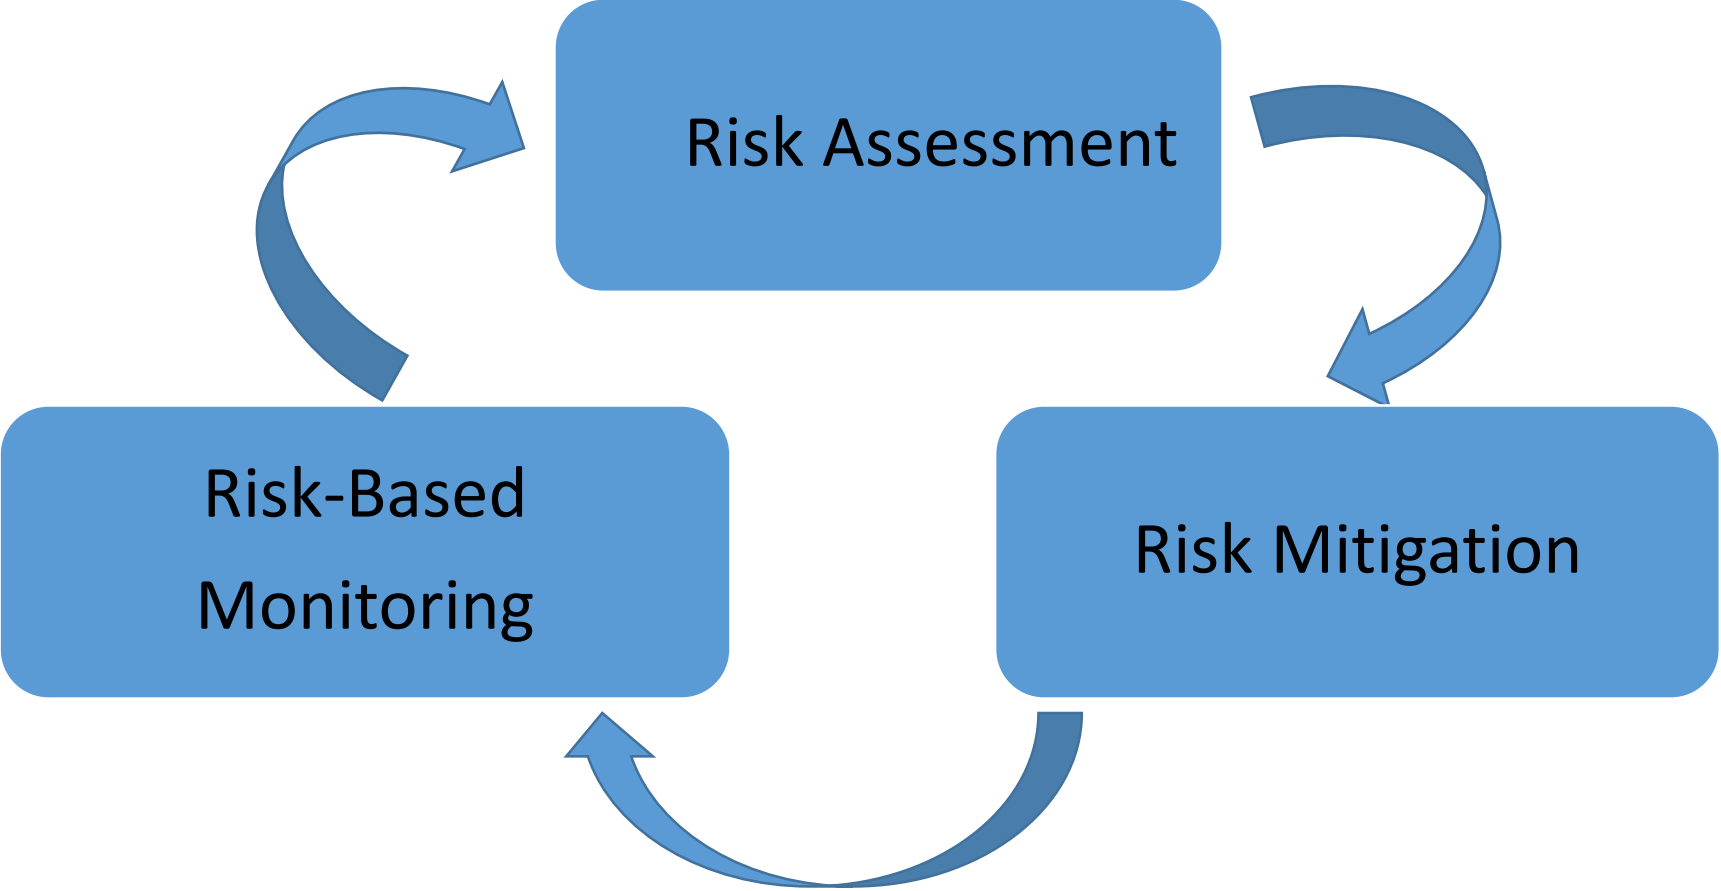 Risk Assessment
Risk-Based
Monitoring
Risk Mitigation